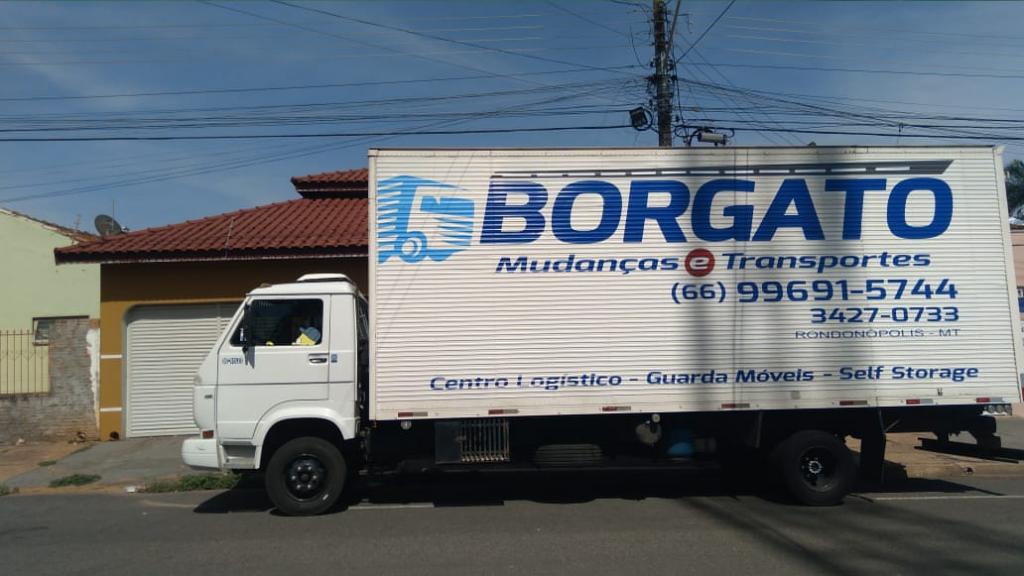 BORGATO
Mudanças e Transportes
(66) 99691-5744
3427-0733
RONDONÓPOLIS - MT
Centro Logístico - Guarda Móveis - Self Storage